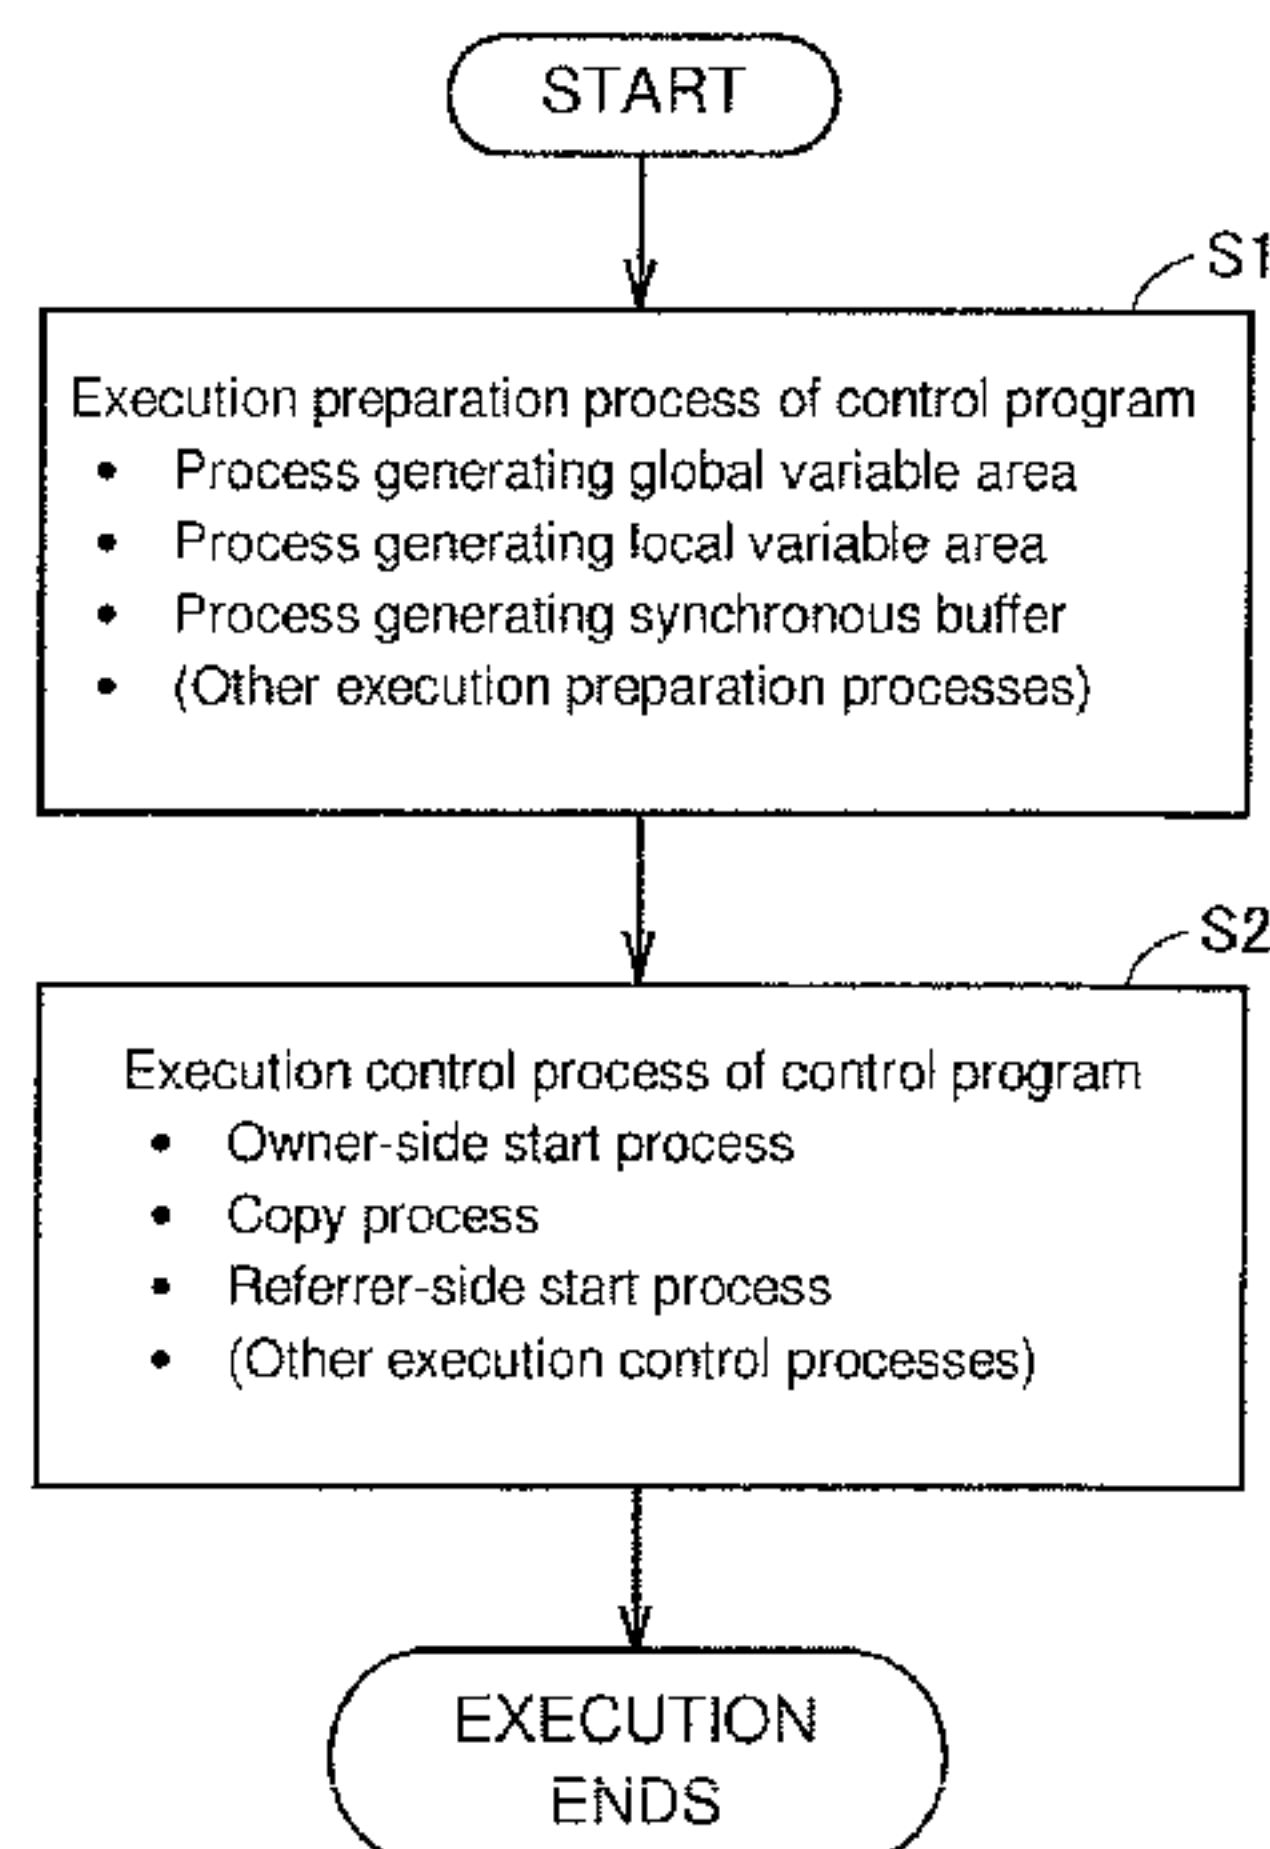 START
S1
Execution preparation process of control program
• Process generating global variable area
• Process generating local variable area
• Process generating synchronous buffer
• (Other execution preparation processes)
S2
Execution control process of control program
• Owner-side start process
• Copy process
• Referrer-side start process
• (Other execution control processes)
EXECUTION
ENDS